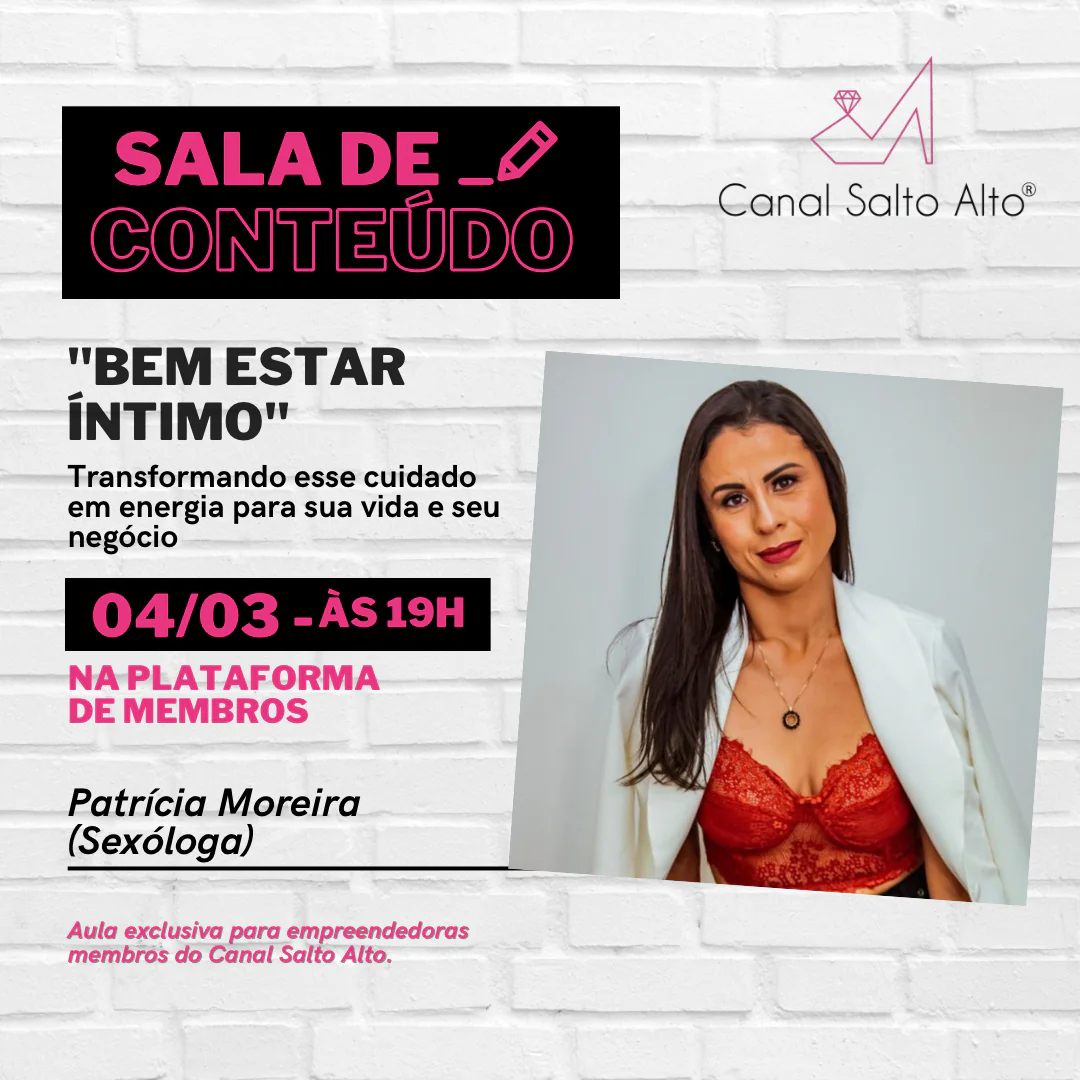 SALA DE _
CONTEÚDO
Canal Salto Alto®
"BEM ESTAR
ÍNTIMO"
Transformando esse cuidado
em energia para sua vida e seu
negócio
04/03 - ÀS 19H
NA PLATAFORMA
DE MEMBROS
Patrícia Moreira
(Sexóloga)
Aula exclusiva para empreendedoras
membros do Canal Salto Alto.